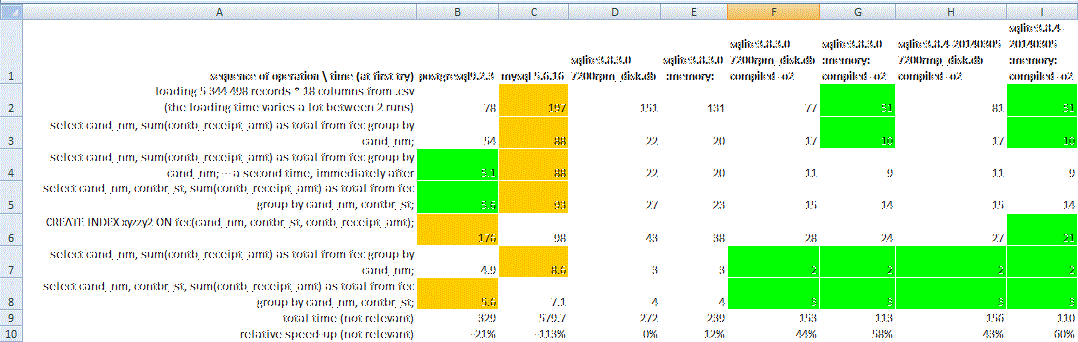 A B C D E F G H I
sqlite3.8.4-
sqlite3.8.3.0 sqlite3.8.3.0 sqlite3.8.4-20140305 20140305
sqlite3.8.3.0 sqlite3.8.3.0 7200rpm_disk.db :memory: 7200rmp_disk.db :memory:
1 sequence of operation \ time (at first try) postgresql9.2.3 mysql 5.6.16 7200rpm_disk.db :memory: compiled -o2 compiled -o2 compiled -o2 compiled -o2
loading 5 344 498 records * 18 columns from .csv
2 (the loading time varies a lot between 2 runs) 78 197 151 131 77 51 81 51
select cand_nm, sum(contb_receipt_amt) as total from fec group by
3 cand_nm; 54 88 22 20 17 10 17 10
select cand_nm, sum(contb_receipt_amt) as total from fec group by
4 cand_nm; -- a second time, immediately after 5.1 88 22 20 11 9 11 9
select cand_nm, contbr_st, sum(contb_receipt_amt) as total from fec
5 group by cand_nm, contbr_st; 93 27 23 15 14 15 14
CREATE INDEX xyzzy2 ON fec(cand_nm, contbr_st, contb_receipt_amt);
6 176 98 43 38 28 24 27 21
select cand_nm, sum(contb_receipt_amt) as total from fec group by
7 cand_nm; 4.9 8.6 3 3 2 2 2 2
select cand_nm, contbr_st, sum(contb_receipt_amt) as total from fec
8 group by cand_nm, contbr_st; 5.6 7.1 4 4 3 3 3 3
9 total time (not relevant) 329 579.7 272 239 153 113 156 110
10 relative speed-up (not relevant) -21% -113% 0% 12% 44% 58% 43% 60%